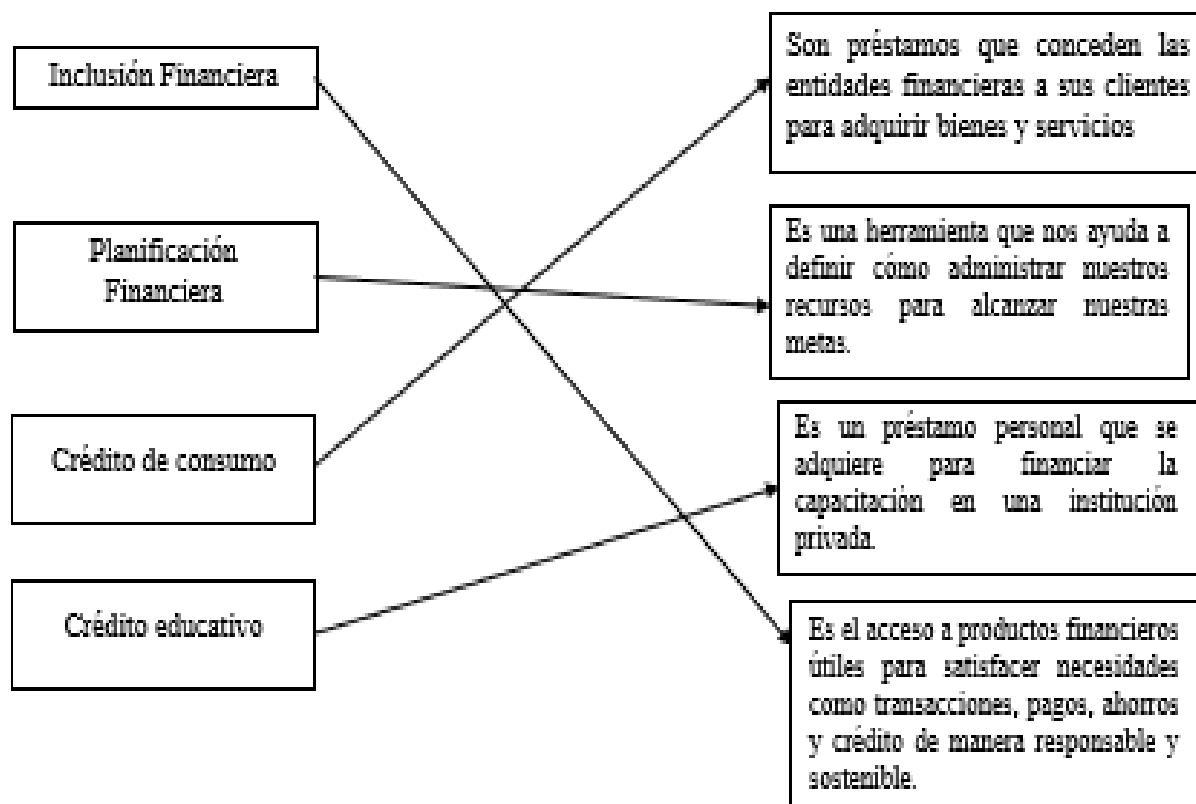 Inclusión Financiera
Planificación
Financiera
Crédito de consumo
Crédito educativo
Son préstamos que conceden las
entidades financieras a sus clientes
para adquirir bienes y servicios
Es una herramienta que nos ayuda a
definir cómo administrar nuestros
recursos para alcanzar nuestras
metas.
Es un préstamo personal que se
adquiere para financiar la
capacitación en una institución
privada.
Es el acceso a productos financieros
útiles para satisfacer necesidades
como transacciones, pagos, ahorros
y crédito de manera responsable y
sostenible.